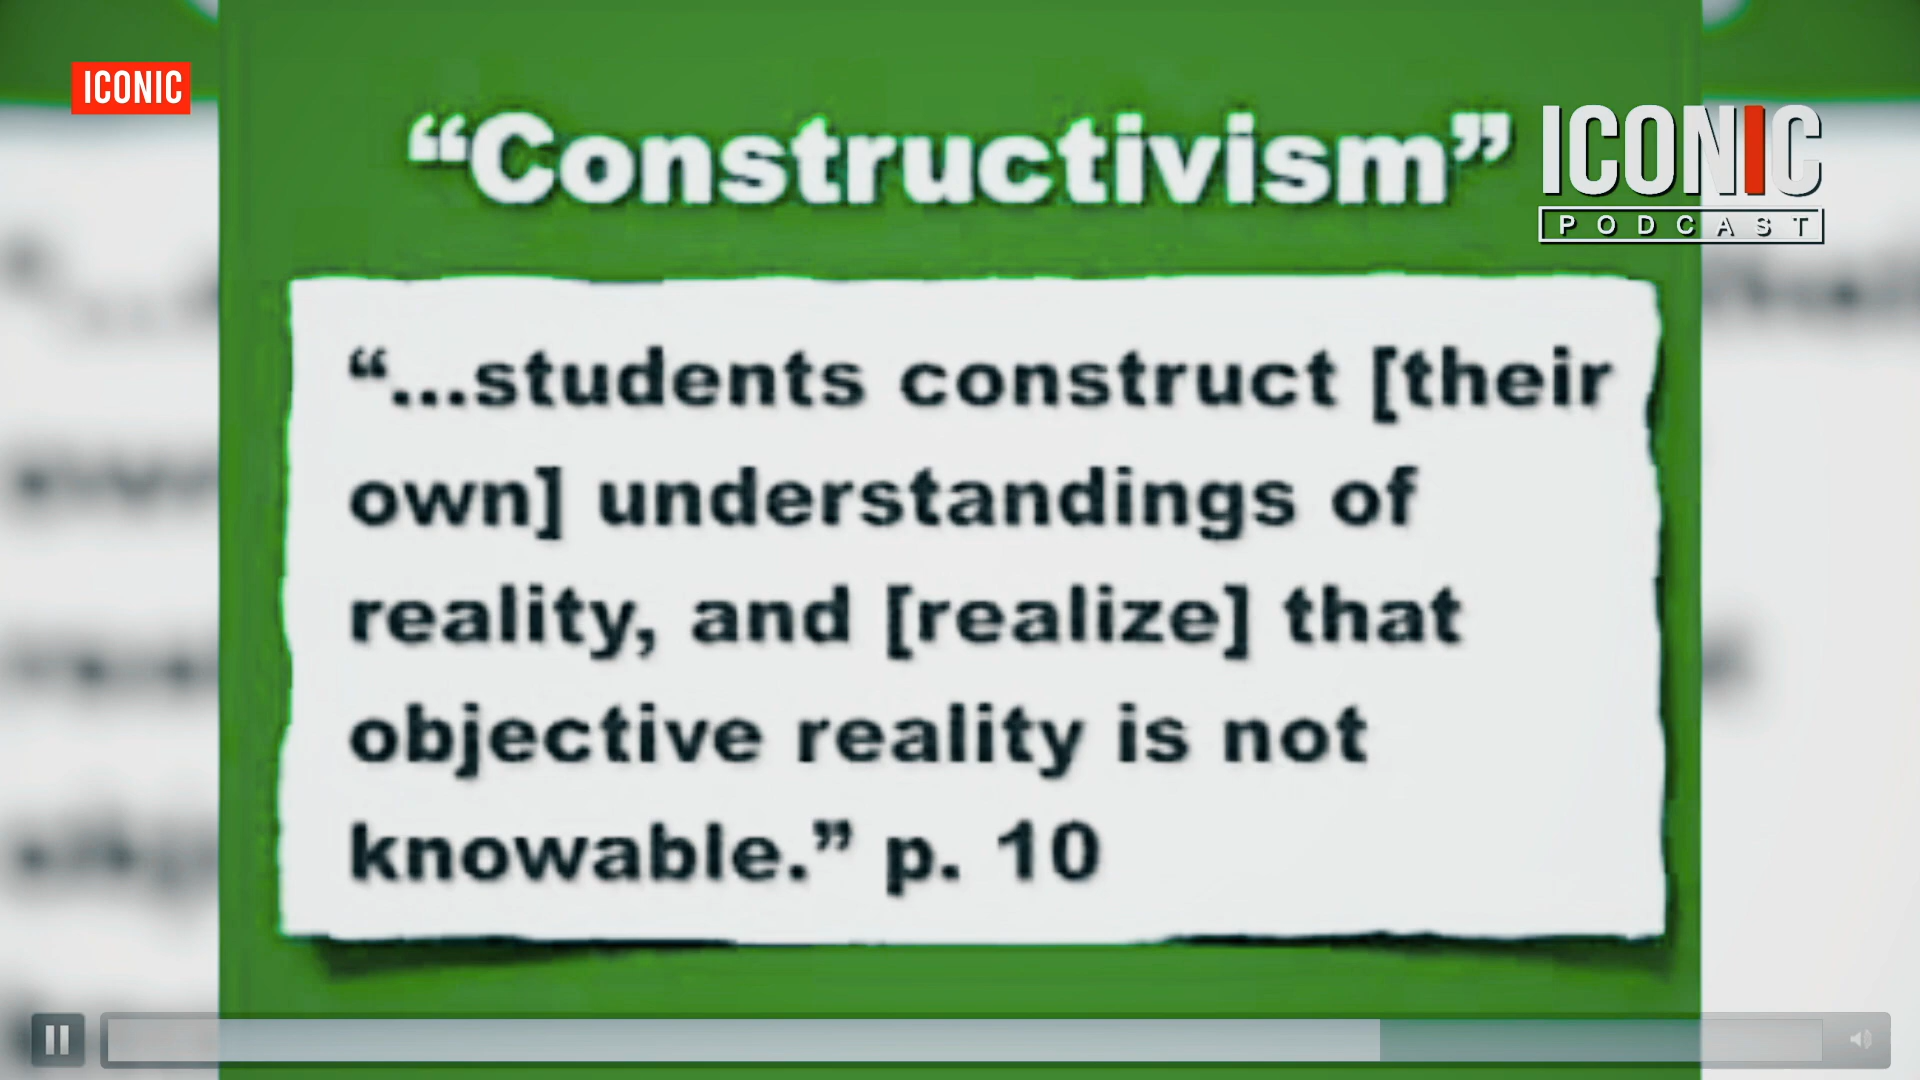 ICONIC
“Constructivism”
ICONIC
PODCAST
“...students construct [their
own] understandings of
reality, and [realize] that
objective reality is not
knowable.” p. 10